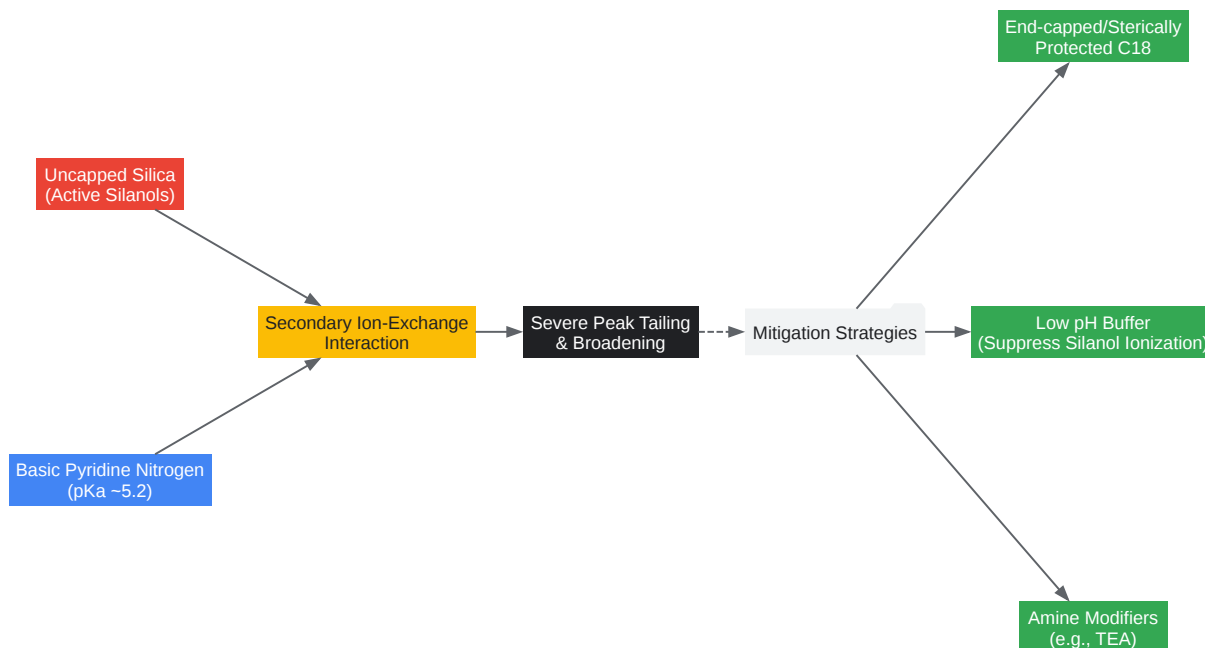 End-capped/Sterically
Protected C18
Uncapped Silica
(Active Silanols)
Secondary Ion-Exchange
Interaction
Severe Peak Tailing
& Broadening
Mitigation Strategies
Low pH Buffer
(Suppress Silanol Ionization)
Basic Pyridine Nitrogen
(pKa ~5.2)
Amine Modifiers
(e.g., TEA)